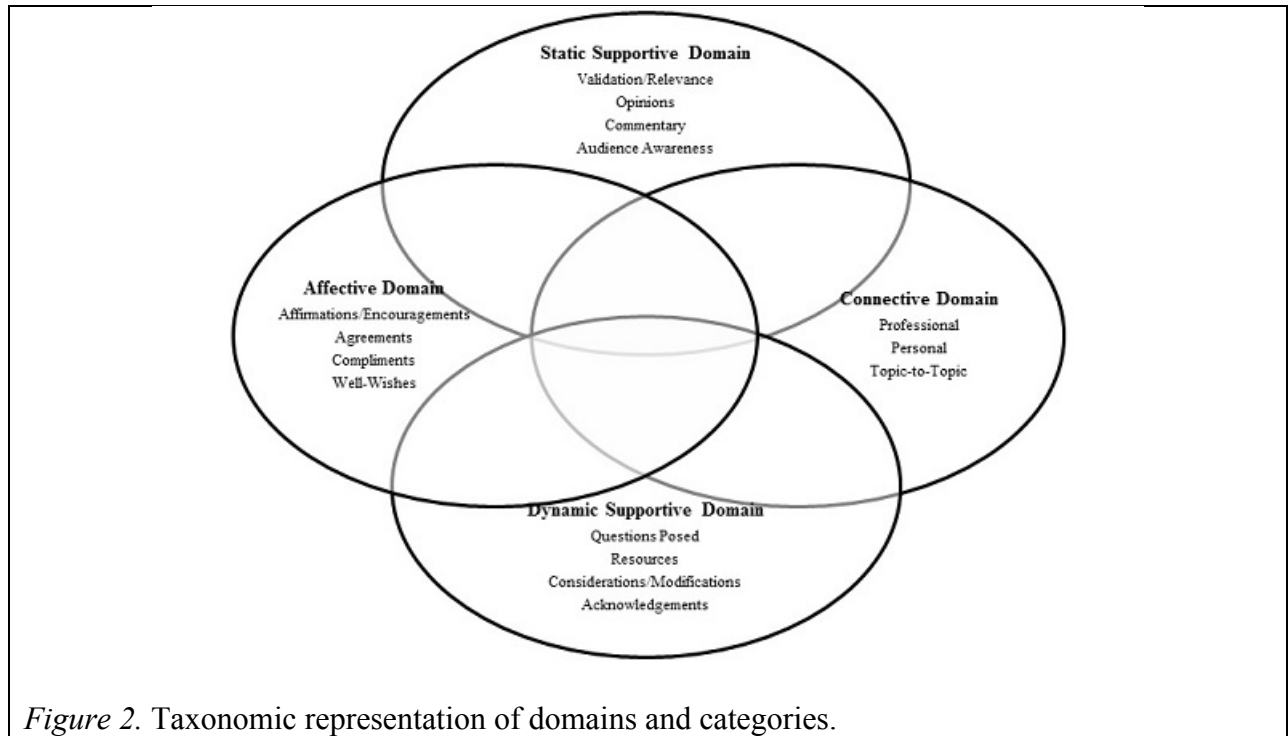 Static Supportive Domain
Validation/Relevance
Opinions
Commentary
Audience Awareness
Affective Domain
Affirmations/Encouragements
Agreements
Compliments
Well-Wishes
Connective Domain
Professional
Personal
Topic-to-Topic
Dynamic Supportive Domain
Questions Posed
Resources
Considerations/Modifications
Acknowledgements
Figure 2. Taxonomic representation of domains and categories.